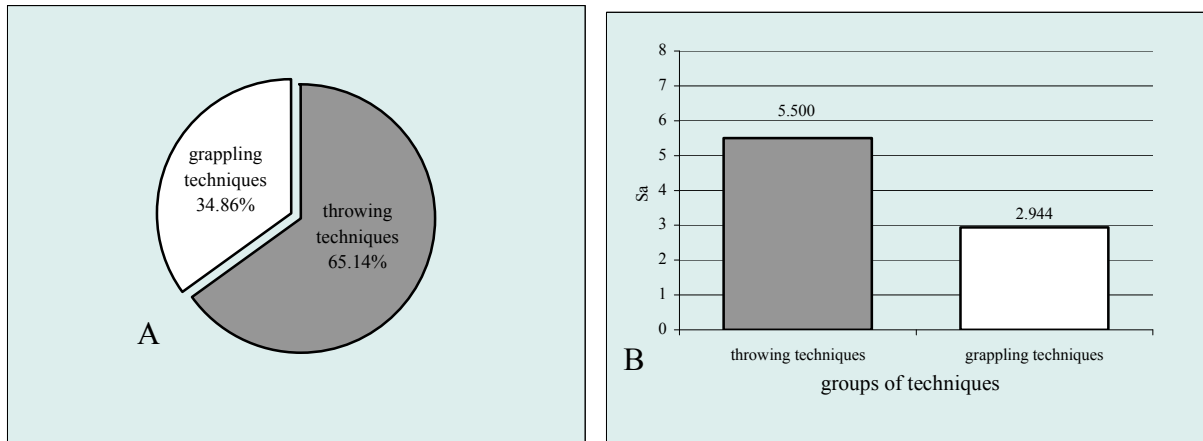 grappling
techniques
34.86%
throwing
techniques
65.14%
A
8
7
6
5
4
3
2
1
0
Sa
5.500
2.944
throwing techniques
grappling techniques
groups of techniques
B